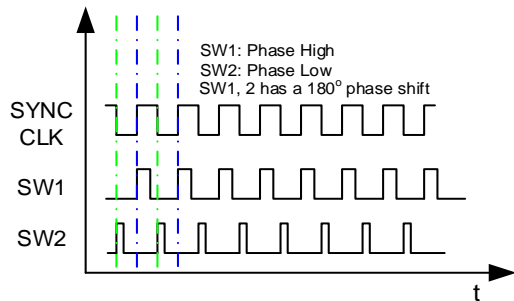 SW1: Phase High
SW2: Phase Low
SW1, 2 has a 180° phase shift
SYNC
CLK
SW1
SW2
t